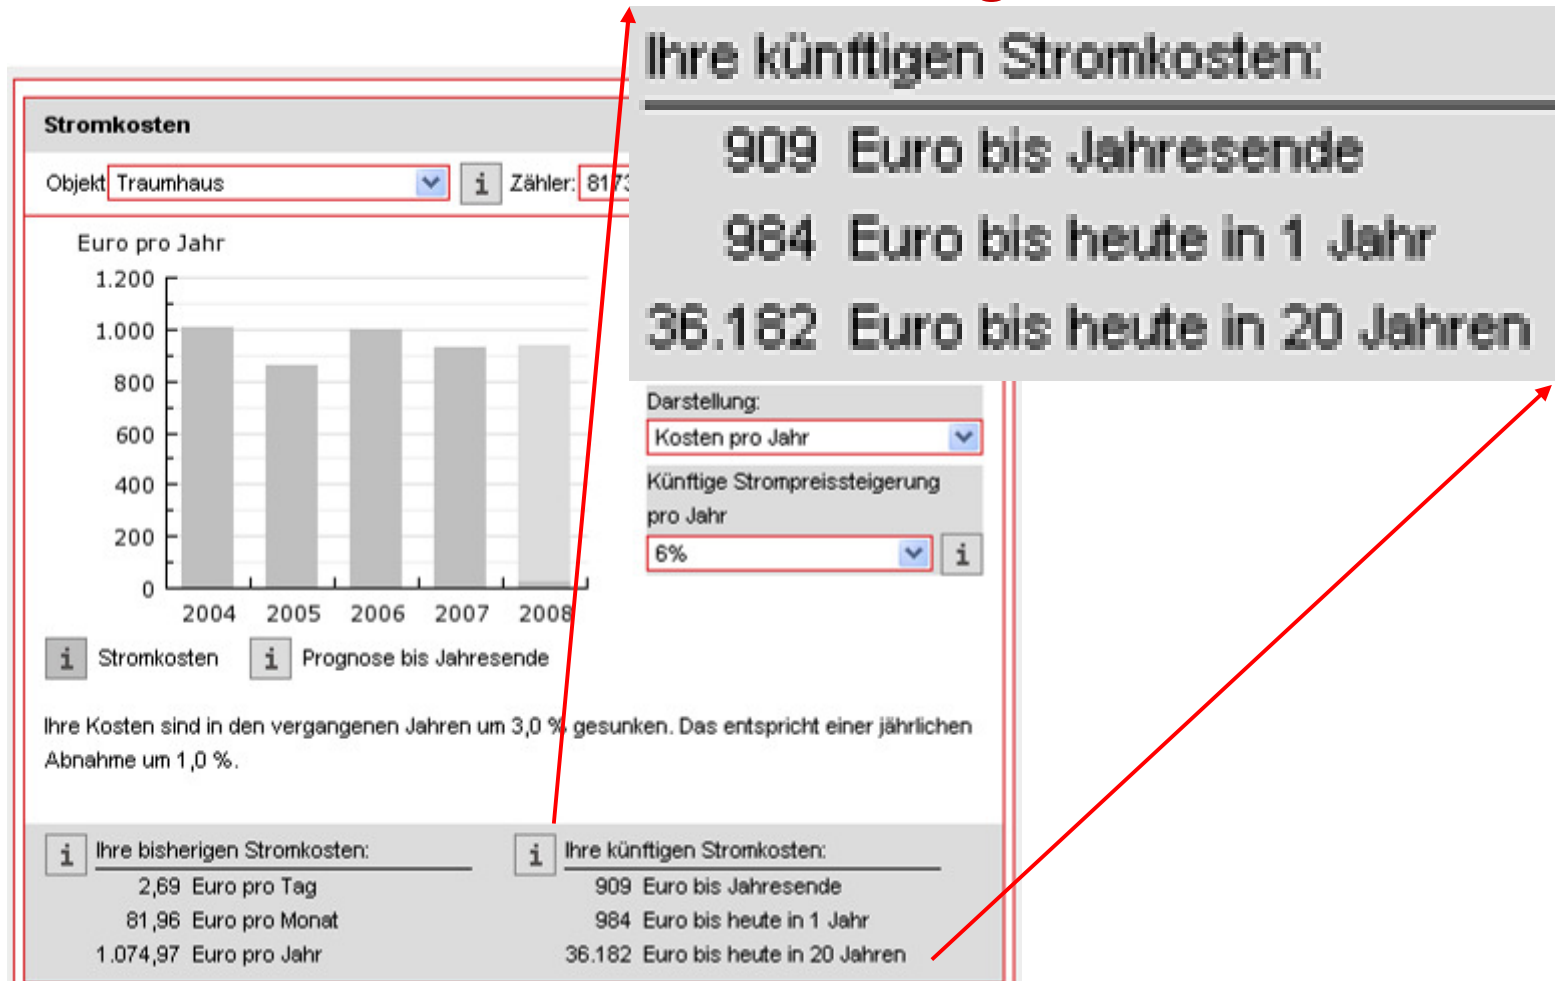 Ihre künftigen Stromkosten:
909 Euro bis Jahresende
984 Euro bis heute in 1 Jahr
36.182 Euro bis heute in 20 Jahren
Stromkosten
Objekt Traumhaus i Zähler:
Euro pro Jahr
1.200
1.000
800
600
400
200
0
2004 2005 2006 2007 2008
i Stromkosten i Prognose bis Jahresende
Darstellung:
Kosten pro Jahr
Künftige Strompreissteigerung
pro Jahr
6% i
Ihre Kosten sind in den vergangenen Jahren um 3,0 % gesunken. Das entspricht einer jährlichen
Abnahme um 1,0 %.
i Ihre bisherigen Stromkosten:
2,69 Euro pro Tag
81,96 Euro pro Monat
1.074,97 Euro pro Jahr
i Ihre künftigen Stromkosten:
909 Euro bis Jahresende
984 Euro bis heute in 1 Jahr
36.182 Euro bis heute in 20 Jahren